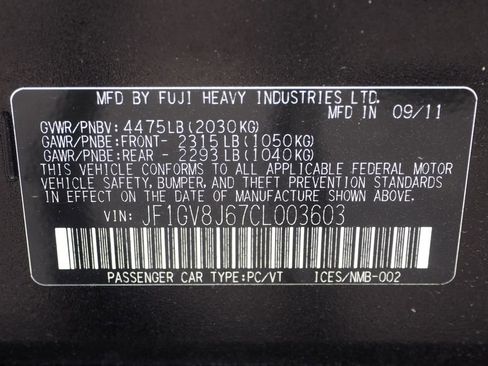 MFD BY FUJI HEAVY INDUSTRIES LTD.
MFD IN 09/11
GVWR/PNBV: 4475LB (2030KG)
GAWR/PNBE:FRONT- 2315LB (1050KG)
GAWR/PNBE:REAR - 2293LB (1040KG)
THIS VEHICLE CONFORMS TO ALL APPLICABLE FEDERAL MOTOR
VEHICLE SAFETY, BUMPER, AND THEFT PREVENTION STANDARDS
IN EFFECT ON THE DATE OF MANUFACTURE SHOWN ABOVE.
VIN: JF1GV8J67CL003603
PASSENGER CAR TYPE:PC/VT ICES/NMB-002